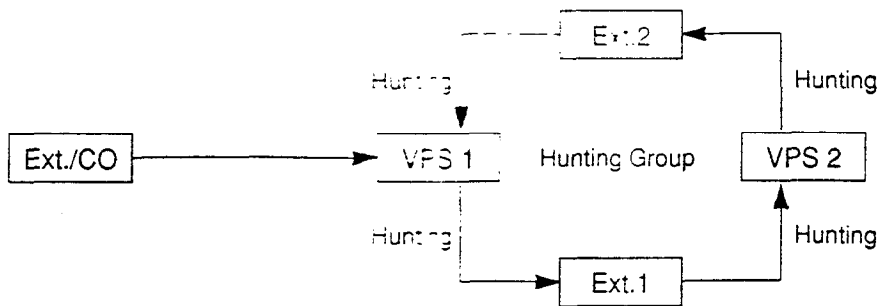 Ext.2
Hunting
Hunting
Ext./CO
VPS 1
Hunting Group
VPS 2
Hunting
Hunting
Ext.1